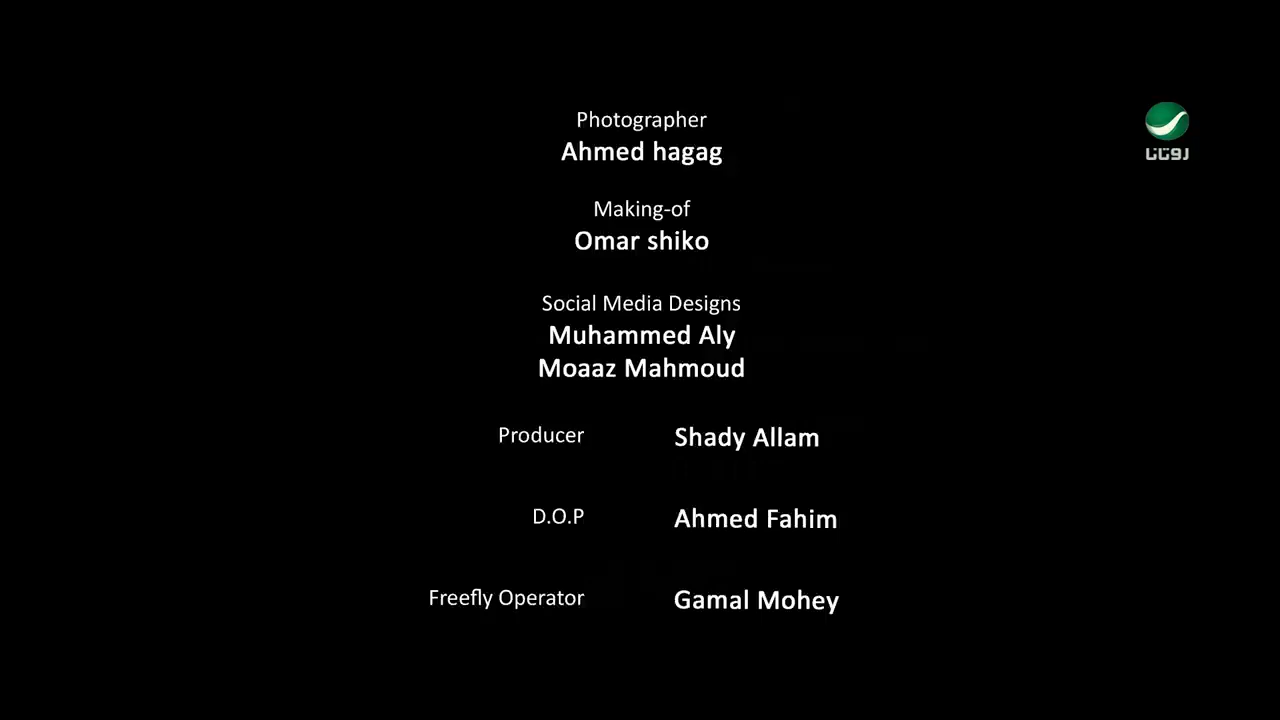 Photographer
Ahmed hagag
روتانا
Making-of
Omar shiko
Social Media Designs
Muhammed Aly
Moaaz Mahmoud
Producer Shady Allam
D.O.P Ahmed Fahim
Freefly Operator Gamal Mohey